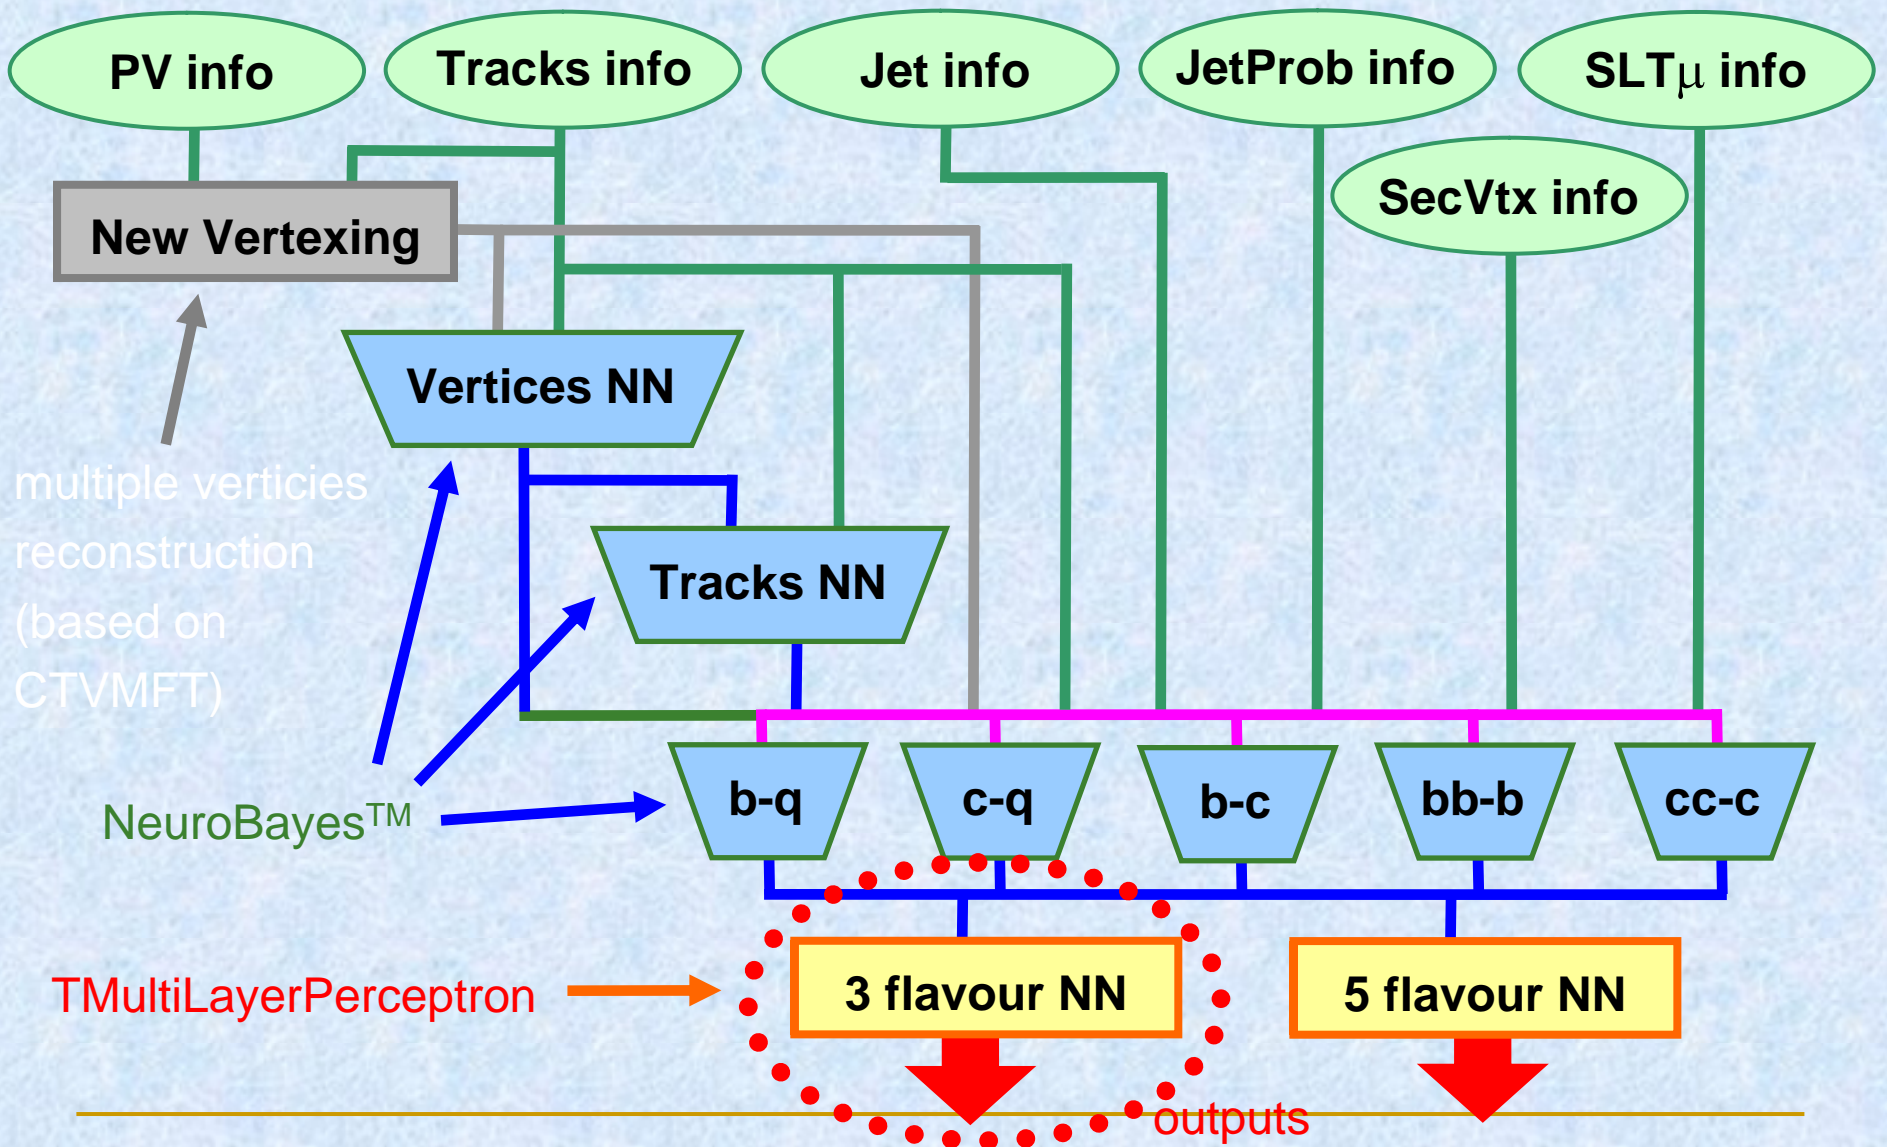 PV info
Tracks info
Jet info
JetProb info
SLTμ info
SecVtx info
New Vertexing
Vertices NN
multiple verticies
reconstruction
(based on
CTVMFT)
Tracks NN
b-q
c-q
b-c
bb-b
cc-c
NeuroBayes™
TMultiLayerPerceptron
3 flavour NN
5 flavour NN
outputs